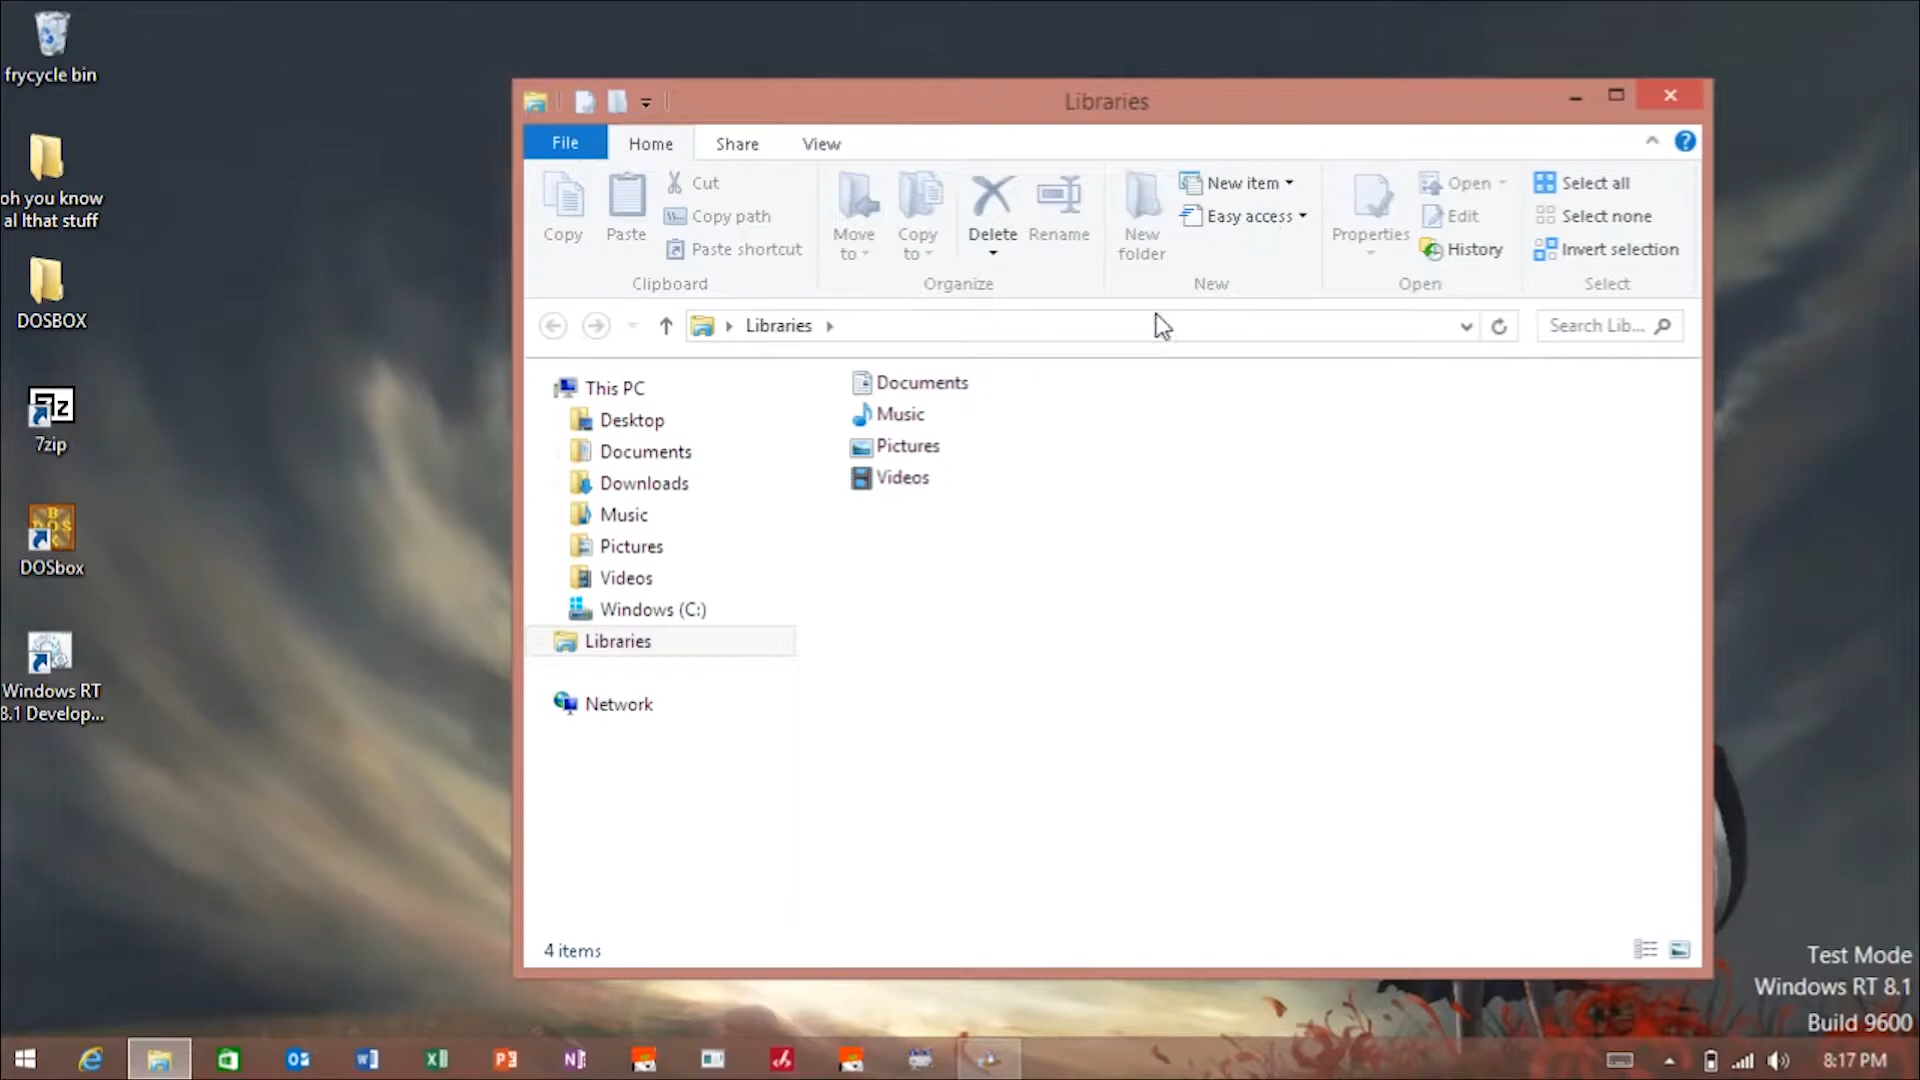 frycycle bin
oh you know
al lthat stuff
DOSBOX
7zip
DOSbox
Windows RT
8.1 Develop...
Libraries
File
Home
Share
View
Copy
Paste
Cut
Copy path
Paste shortcut
Clipboard
Move
to
Copy
to
Delete
Rename
Organize
New
folder
New item
Easy access
New
Properties
Open
Edit
History
Open
Select all
Select none
Invert selection
Select
Libraries
Search Lib...
This PC
Desktop
Documents
Downloads
Music
Pictures
Videos
Windows (C:)
Libraries
Network
Documents
Music
Pictures
Videos
4 items
Test Mode
Windows RT 8.1
Build 9600
8:17 PM